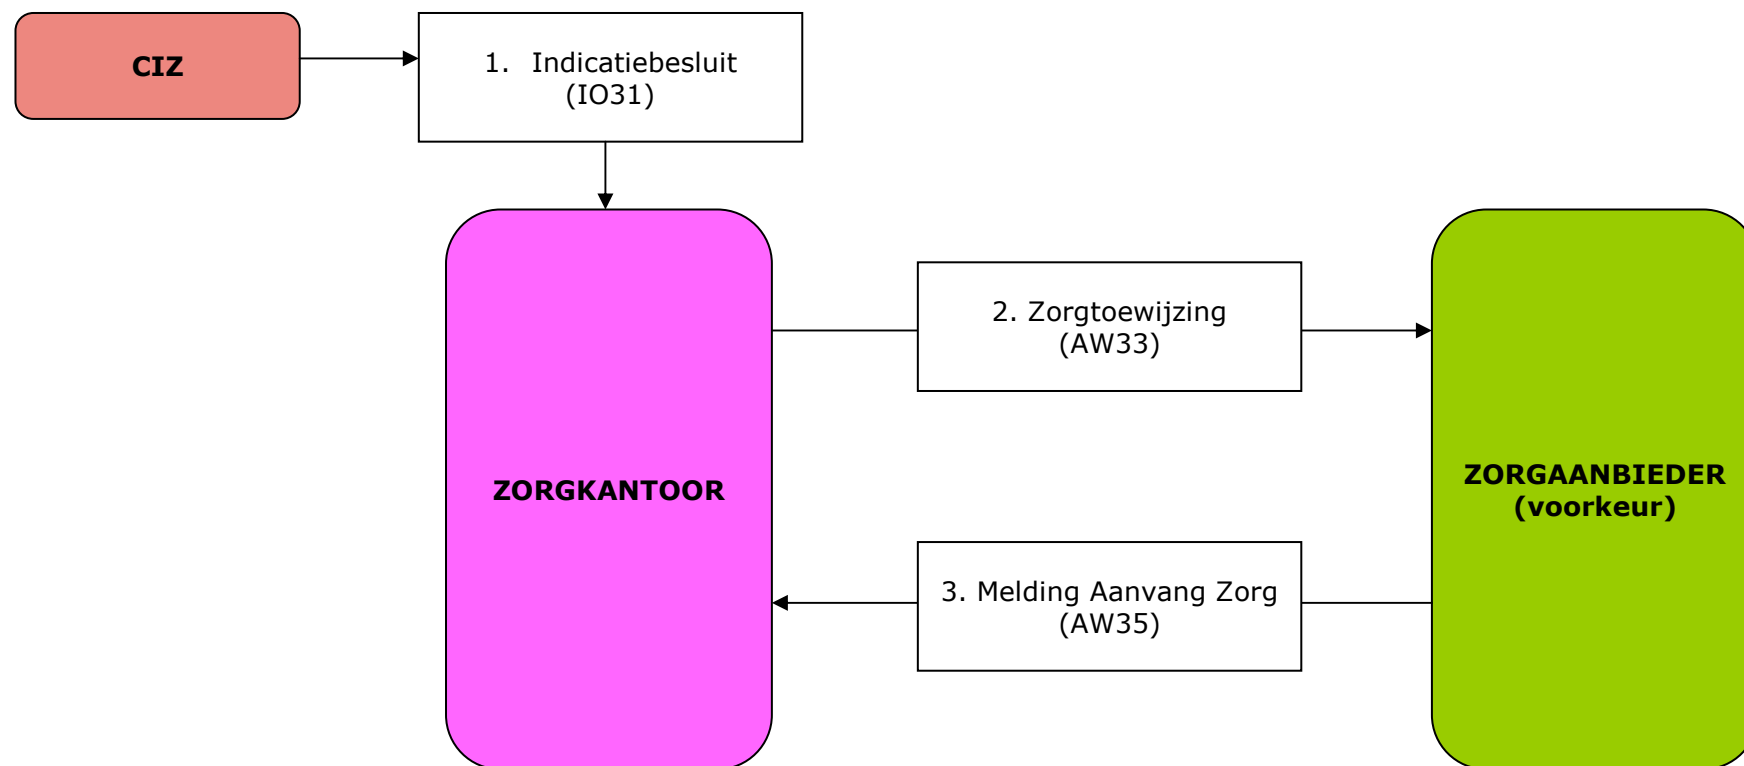 CIZ
1. Indicatiebesluit
(IO31)
2. Zorgtoewijzing
(AW33)
ZORGKANTOOR
ZORGAANBIEDER
(voorkeur)
3. Melding Aanvang Zorg
(AW35)